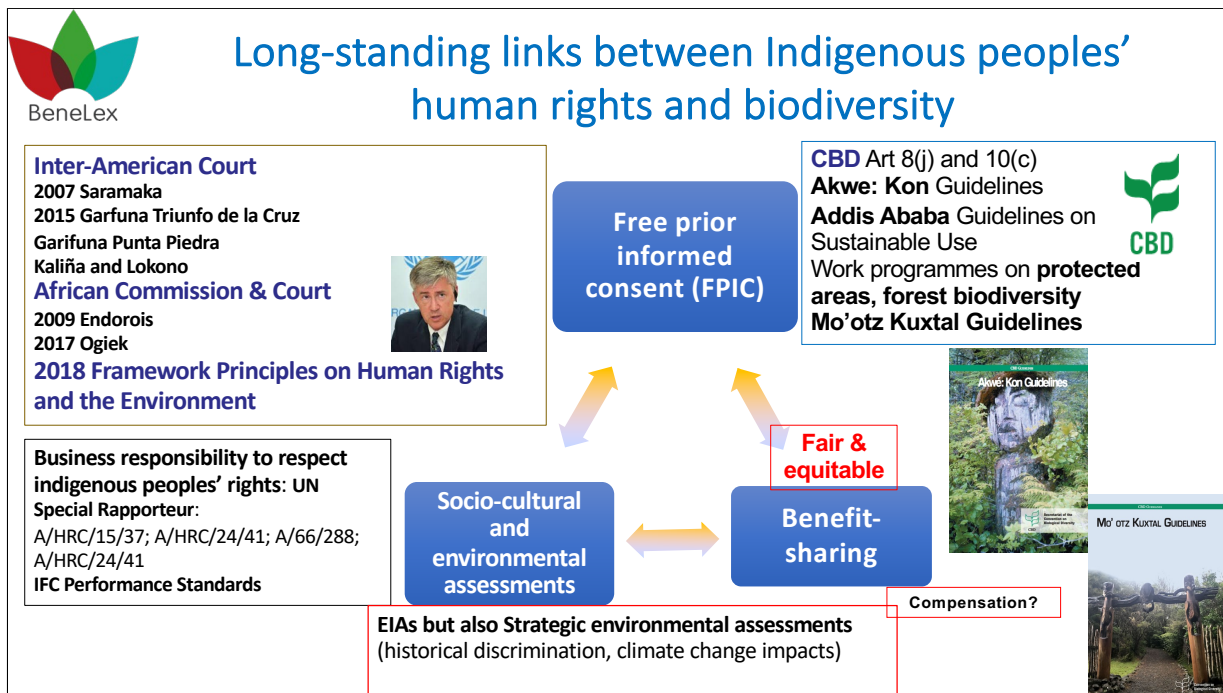 BeneLex
Long-standing links between Indigenous peoples'
human rights and biodiversity
Inter-American Court
2007 Saramaka
2015 Garfuna Triunfo de la Cruz
Garifuna Punta Piedra
Kaliña and Lokono
African Commission & Court
2009 Endorois
2017 Ogiek
2018 Framework Principles on Human Rights
and the Environment
Free prior
informed
consent (FPIC)
CBD Art 8(j) and 10(c)
Akwe: Kon Guidelines
Addis Ababa Guidelines on
Sustainable Use
Work programmes on protected
areas, forest biodiversity
Mo'otz Kuxtal Guidelines
CBD
Business responsibility to respect
indigenous peoples' rights: UN
Special Rapporteur:
A/HRC/15/37; A/HRC/24/41; A/66/288;
A/HRC/24/41
IFC Performance Standards
Socio-cultural
and
environmental
assessments
Fair &
equitable
Benefit-
sharing
Compensation?
EIAs but also Strategic environmental assessments
(historical discrimination, climate change impacts)
CBD Guidelines
Akwé: Kon Guidelines
CBD Guidelines
Mo' otz Kuxtal Guidelines